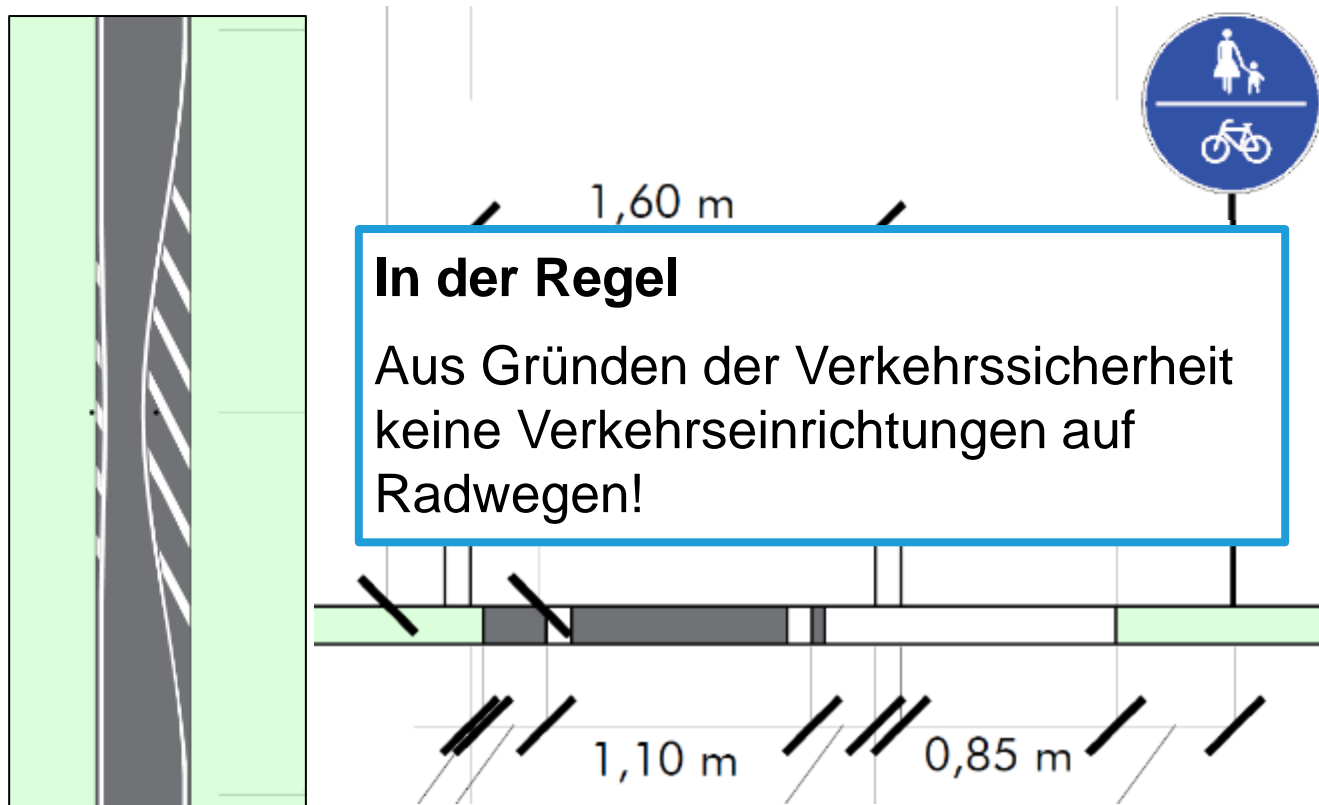 1,60 m
In der Regel
Aus Gründen der Verkehrssicherheit
keine Verkehrseinrichtungen auf
Radwegen!
1,10 m
0,85 m